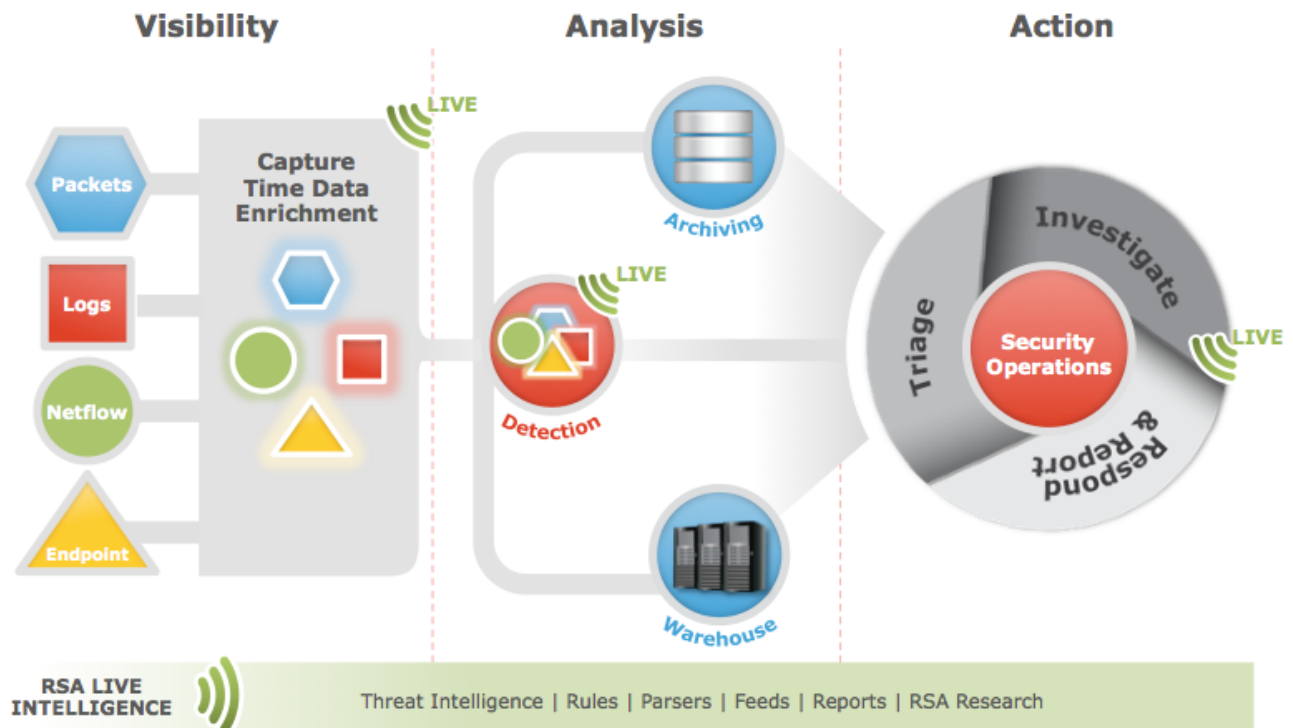 Visibility
Analysis
Action
LIVE
Capture
Time Data
Enrichment
Packets
Logs
Netflow
Endpoint
Archiving
LIVE
Detection
Warehouse
Investigate
Triage
Security
Operations
LIVE
Respond
& Report
RSA LIVE
INTELLIGENCE
Threat Intelligence | Rules | Parsers | Feeds | Reports | RSA Research